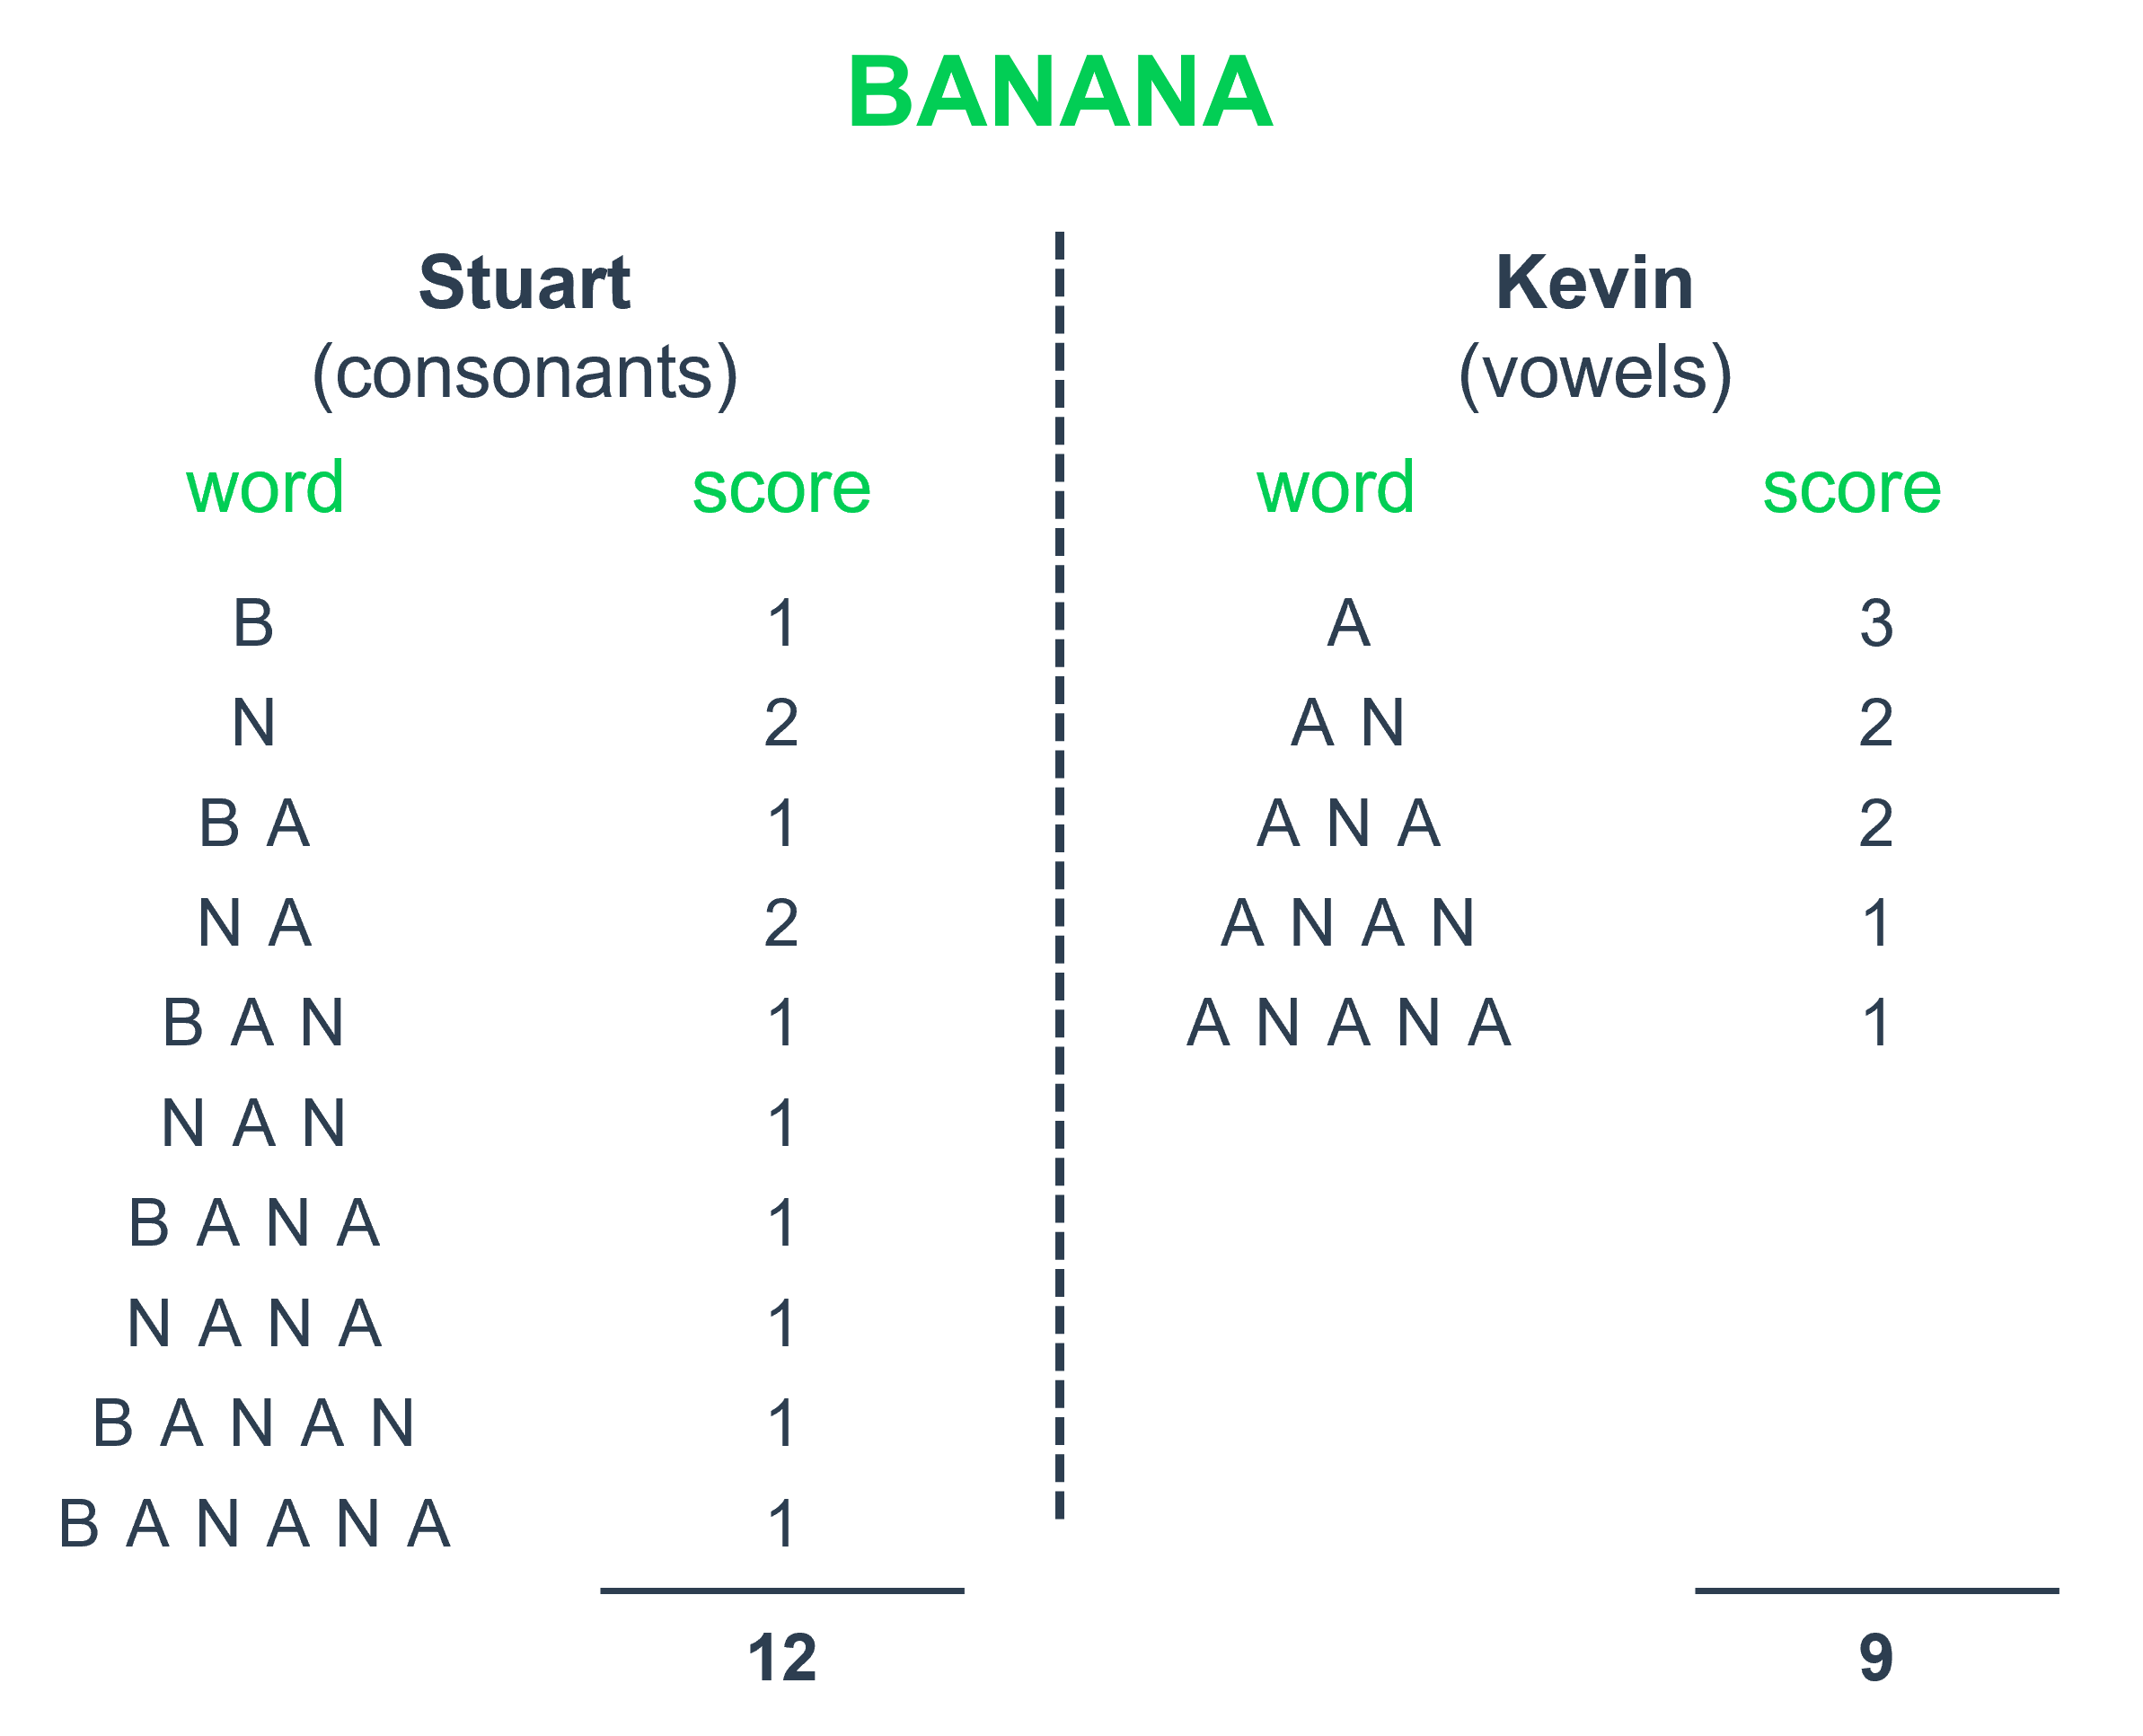 BANANA
Stuart
(consonants)
word score
B 1
N 2
B A 1
N A 2
B A N 1
N A N 1
B A N A 1
N A N A 1
B A N A N 1
B A N A N A 1
12
Kevin
(vowels)
word score
A 3
A N 2
A N A 2
A N A N 1
A N A N A 1
9